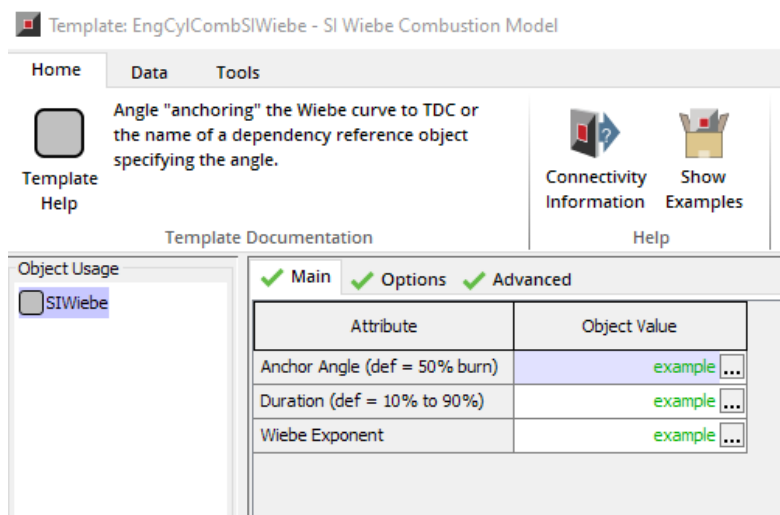 Template: EngCylCombSIWiebe - SI Wiebe Combustion Model
Home Data Tools
Angle "anchoring" the Wiebe curve to TDC or
the name of a dependency reference object
specifying the angle.
Template
Help
Connectivity
Information
Show
Examples
Template Documentation
Help
Object Usage
SIWiebe
Main Options Advanced
Attribute Object Value
Anchor Angle (def = 50% burn) example ...
Duration (def = 10% to 90%) example ...
Wiebe Exponent example ...